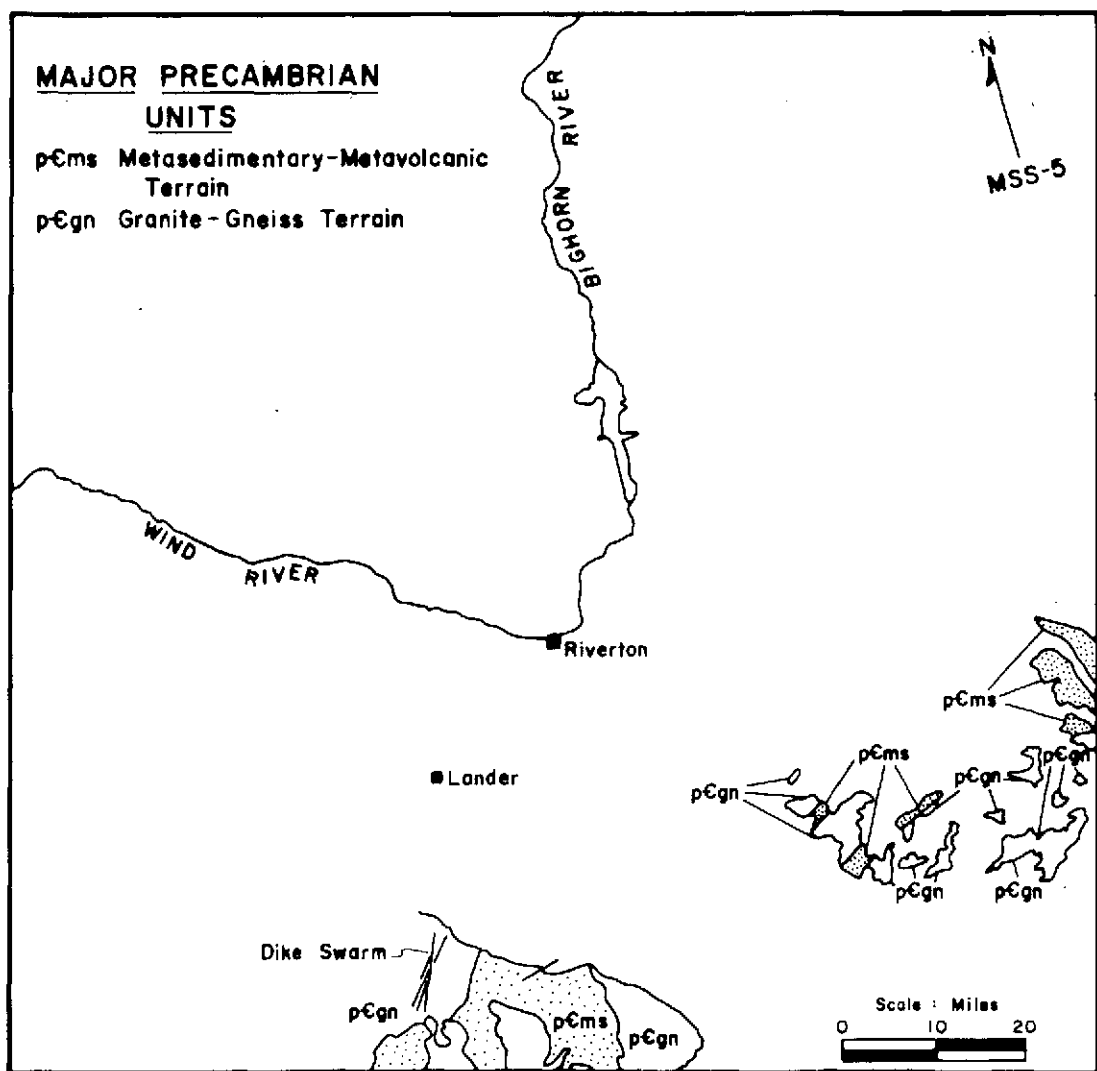 MAJOR PRECAMBRIAN
UNITS
p€ms Metasedimentary-Metavolcanic
Terrain
p€gn Granite-Gneiss Terrain
N
MSS-5
BIGHORN RIVER
WIND RIVER
Riverton
p€ms
Lander
p€gn
p€ms
p€gn
p€gn
p€gn
p€gn
Dike Swarm
p€gn
p€ms
p€gn
Scale : Miles
0 10 20